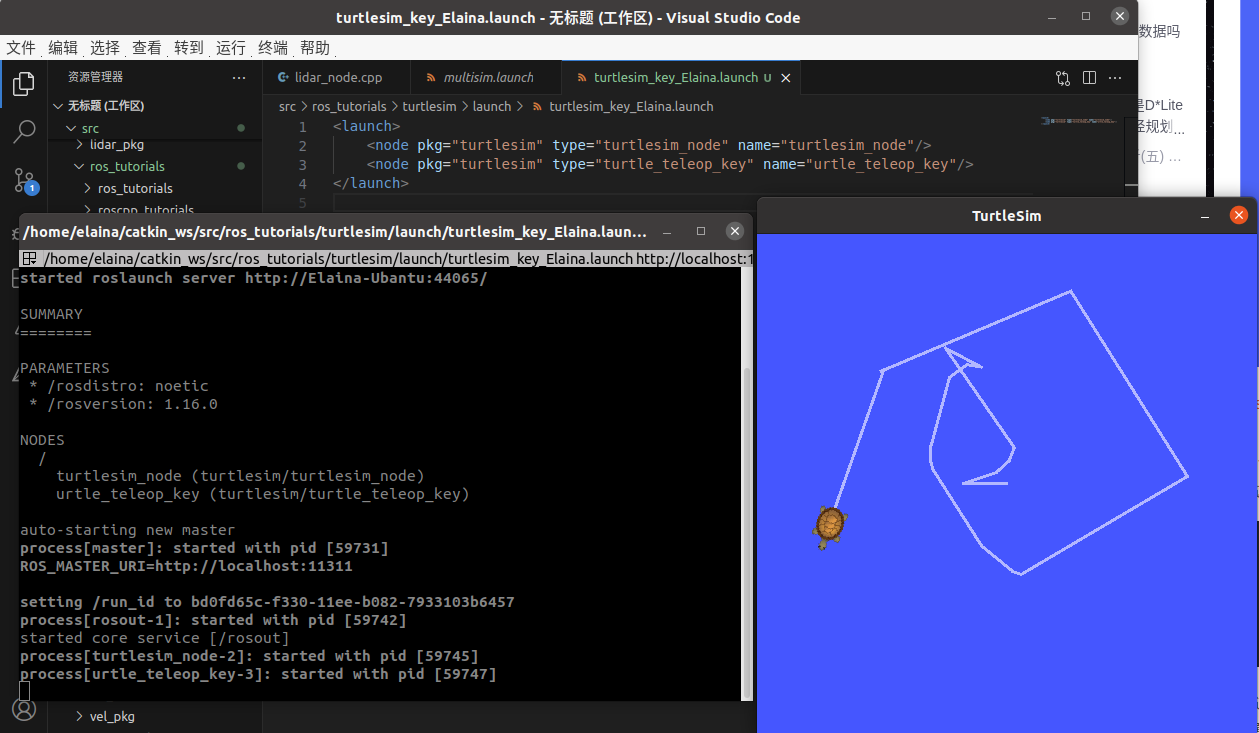 turtlesim_key_Elaina.launch - 无标题 (工作区) - Visual Studio Code
文件 编辑 选择 查看 转到 运行 终端 帮助
资源管理器 ...
lidar_node.cpp
multisim.launch
turtlesim_key_Elaina.launch U
无标题 (工作区)
src > ros_tutorials > turtlesim > launch > turtlesim_key_Elaina.launch
src
lidar_pkg
ros_tutorials
ros_tutorials
roscpp_tutorials
1 <launch>
2 <node pkg="turtlesim" type="turtlesim_node" name="turtlesim_node"/>
3 <node pkg="turtlesim" type="turtle_teleop_key" name="urtle_teleop_key"/>
4 </launch>
5
1
vel_pkg
数据吗
是D*Lite
径规划...
(五) ...
/home/elaina/catkin_ws/src/ros_tutorials/turtlesim/launch/turtlesim_key_Elaina.laun...
/home/elaina/catkin_ws/src/ros_tutorials/turtlesim/launch/turtlesim_key_Elaina.launch http://localhost:1
started roslaunch server http://Elaina-Ubantu:44065/
SUMMARY
========
PARAMETERS
* /rosdistro: noetic
* /rosversion: 1.16.0
NODES
/
turtlesim_node (turtlesim/turtlesim_node)
urtle_teleop_key (turtlesim/turtle_teleop_key)
auto-starting new master
process[master]: started with pid [59731]
ROS_MASTER_URI=http://localhost:11311
setting /run_id to bd0fd65c-f330-11ee-b082-7933103b6457
process[rosout-1]: started with pid [59742]
started core service [/rosout]
process[turtlesim_node-2]: started with pid [59745]
process[urtle_teleop_key-3]: started with pid [59747]
TurtleSim